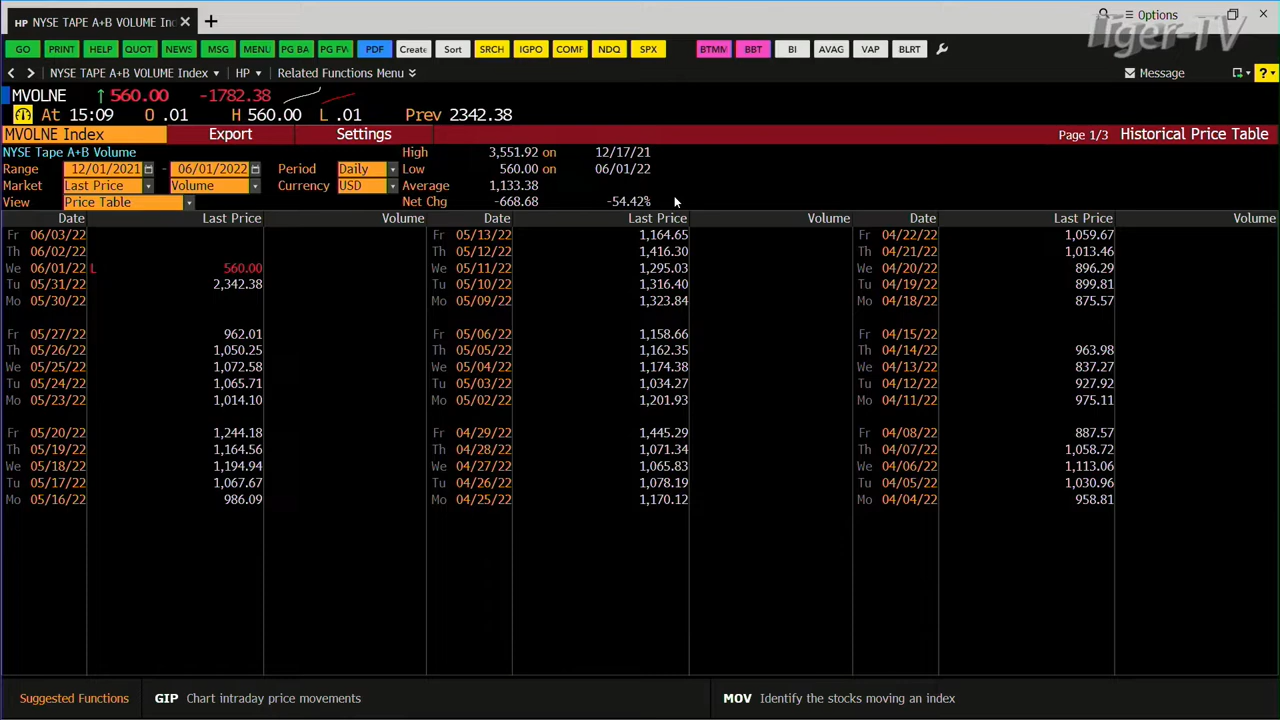 HP NYSE TAPE A+B VOLUME In
Options
GO PRINT HELP QUOT NEWS MSG MENU PG BA PG FW PDF Create Sort SRCH IGPO COMF NDQ SPX BTMM BBT BI AVAG VAP BLRT
NYSE TAPE A+B VOLUME Index HP Related Functions Menu Message ?
MVOLNE ↑ 560.00 -1782.38
At 15:09 O .01 H 560.00 L .01 Prev 2342.38
MVOLNE Index Export Settings Page 1/3 Historical Price Table
NYSE Tape A+B Volume High 3,551.92 on 12/17/21
Range 12/01/2021 - 06/01/2022 Period Daily Low 560.00 on 06/01/22
Market Last Price Volume Currency USD Average 1,133.38
View Price Table Net Chg -668.68 -54.42%
Date Last Price Volume Date Last Price Volume Date Last Price Volume
Fr 06/03/22 Fr 05/13/22 1,164.65 Fr 04/22/22 1,059.67
Th 06/02/22 Th 05/12/22 1,416.30 Th 04/21/22 1,013.46
We 06/01/22 L 560.00 We 05/11/22 1,295.03 We 04/20/22 896.29
Tu 05/31/22 2,342.38 Tu 05/10/22 1,316.40 Tu 04/19/22 899.81
Mo 05/30/22 Mo 05/09/22 1,323.84 Mo 04/18/22 875.57
Fr 05/27/22 962.01 Fr 05/06/22 1,158.66 Fr 04/15/22
Th 05/26/22 1,050.25 Th 05/05/22 1,162.35 Th 04/14/22 963.98
We 05/25/22 1,072.58 We 05/04/22 1,174.38 We 04/13/22 837.27
Tu 05/24/22 1,065.71 Tu 05/03/22 1,034.27 Tu 04/12/22 927.92
Mo 05/23/22 1,014.10 Mo 05/02/22 1,201.93 Mo 04/11/22 975.11
Fr 05/20/22 1,244.18 Fr 04/29/22 1,445.29 Fr 04/08/22 887.57
Th 05/19/22 1,164.56 Th 04/28/22 1,071.34 Th 04/07/22 1,058.72
We 05/18/22 1,194.94 We 04/27/22 1,065.83 We 04/06/22 1,113.06
Tu 05/17/22 1,067.67 Tu 04/26/22 1,078.19 Tu 04/05/22 1,030.96
Mo 05/16/22 986.09 Mo 04/25/22 1,170.12 Mo 04/04/22 958.81
Suggested Functions GIP Chart intraday price movements MOV Identify the stocks moving an index